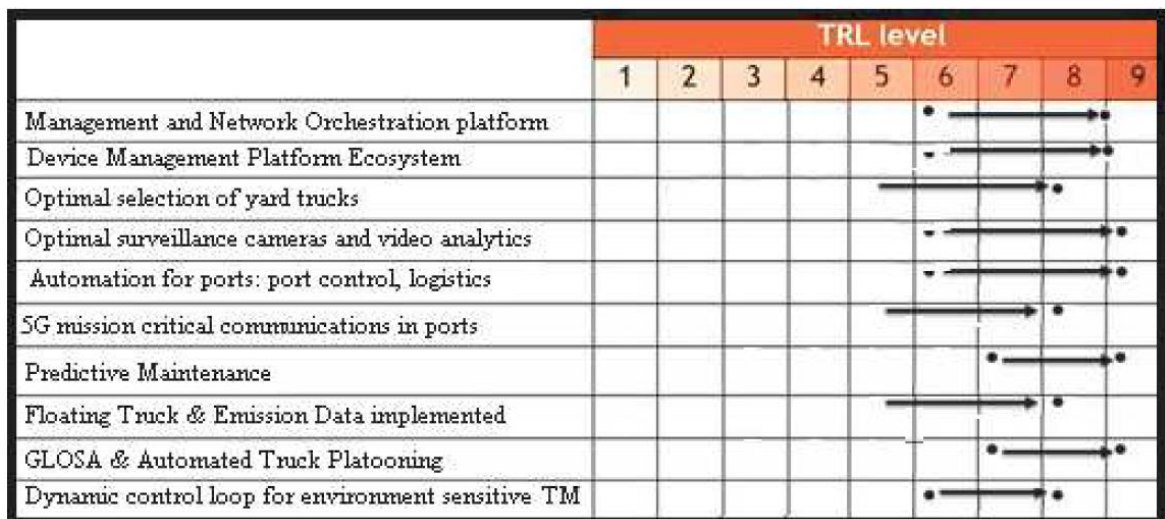 TRL level
1 2 3 4 5 6 7 8 9
Management and Network Orchestration platform
Device Management Platform Ecosystem
Optimal selection of yard trucks
Optimal surveillance cameras and video analytics
Automation for ports: port control, logistics
5G mission critical communications in ports
Predictive Maintenance
Floating Truck & Emission Data implemented
GLOSA & Automated Truck Platooning
Dynamic control loop for environment sensitive TM